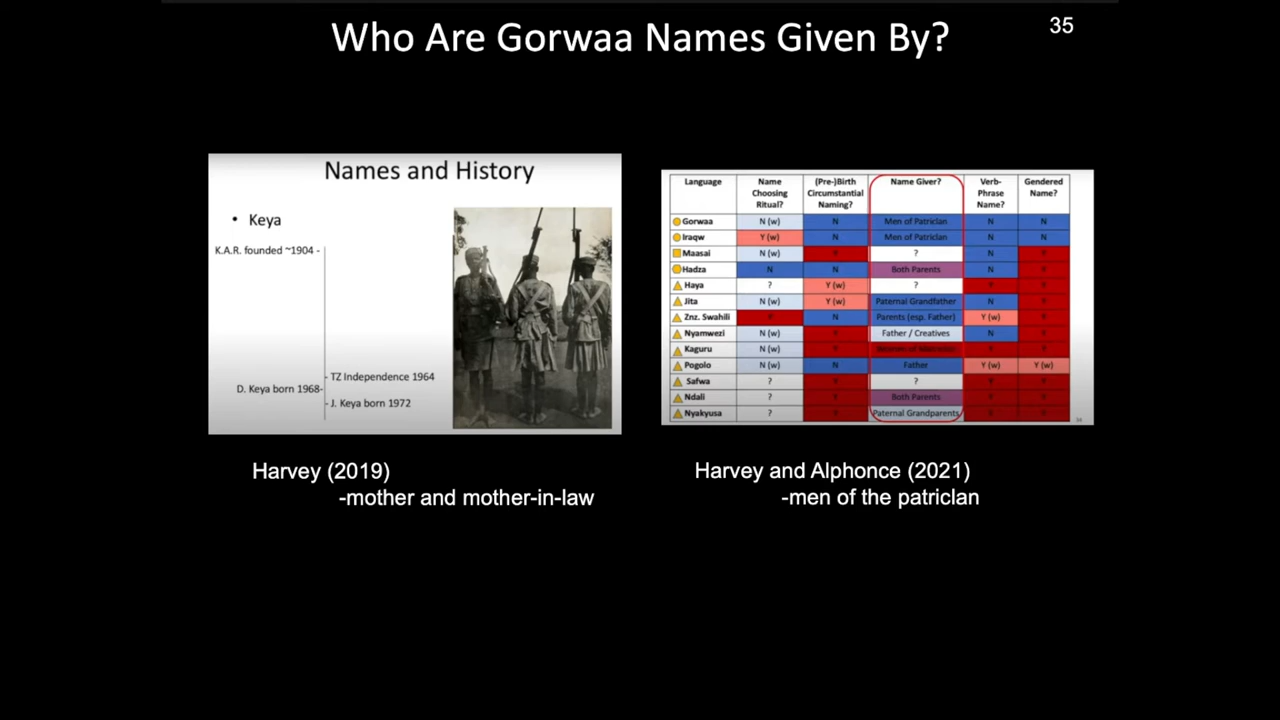 Who Are Gorwaa Names Given By?
35
Names and History
• Keya
K.A.R. founded ~1904 -
- TZ Independence 1964
D. Keya born 1968-
- J. Keya born 1972
Harvey (2019)
-mother and mother-in-law
Language Name Choosing Ritual? (Pre-)Birth Circumstantial Naming? Name Giver? Verb-Phrase Name? Gendered Name?
Gorwaa N (w) N Men of Patriclan N N
Iraqw Y (w) N Men of Patriclan N N
Maasai N (w) ? N
Hadza N N Both Parents N
Haya ? Y (w) ?
Jita N (w) Y (w) Paternal Grandfather N
Znz. Swahili N Parents (esp. Father) Y (w)
Nyamwezi N (w) Father / Creatives N
Kaguru N (w)
Pogolo N (w) N Father Y (w) Y (w)
Safwa ? ?
Ndali ? Both Parents
Nyakyusa ? Paternal Grandparents
Harvey and Alphonce (2021)
-men of the patriclan